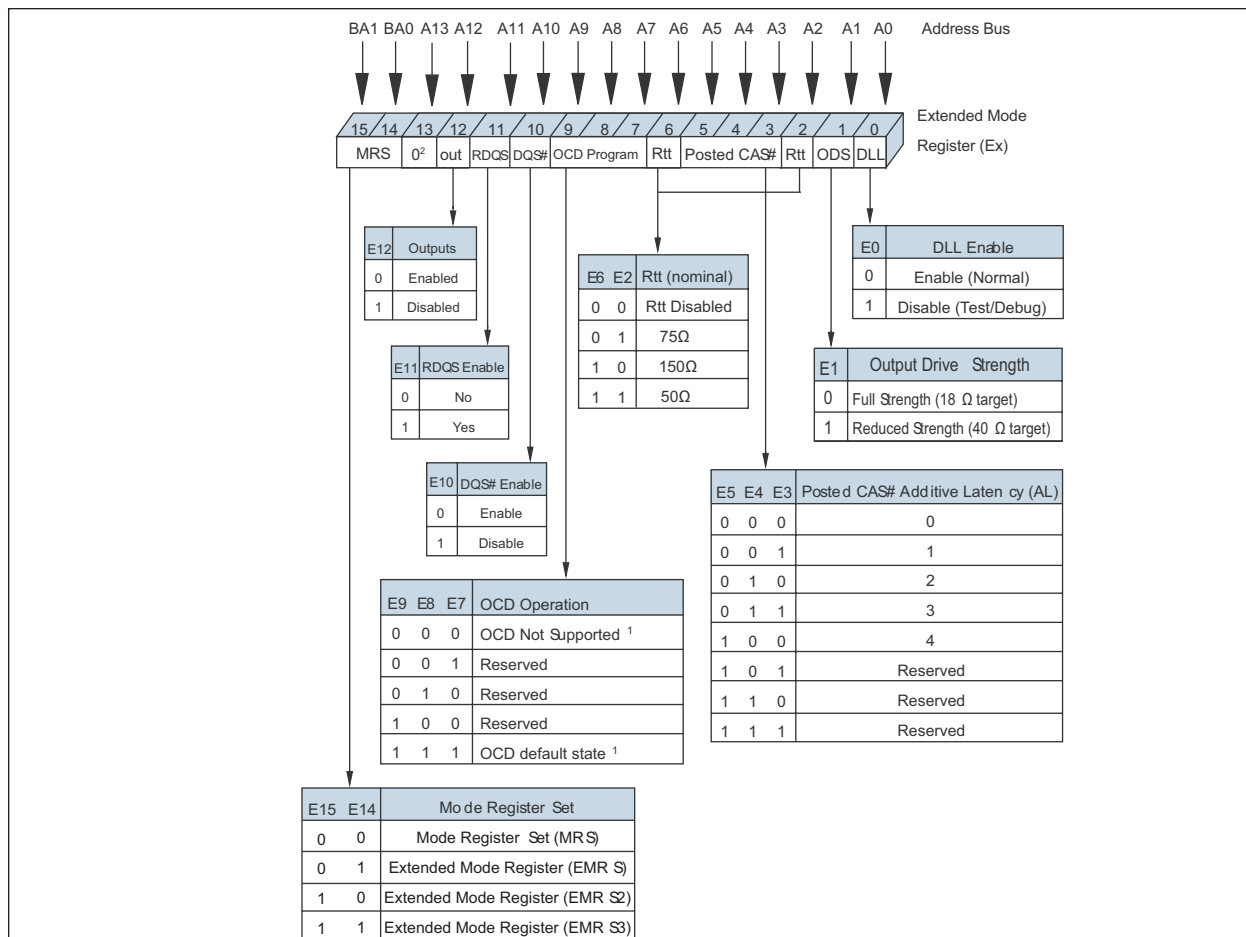 BA1 BA0 A13 A12 A11 A10 A9 A8 A7 A6 A5 A4 A3 A2 A1 A0 Address Bus
15 14 13 12 11 10 9 8 7 6 5 4 3 2 1 0 Extended Mode
Register (Ex)
MRS 0² out RDQS DQS# OCD Program Rtt Posted CAS# Rtt ODS DLL
E12 Outputs
0 Enabled
1 Disabled
E0 DLL Enable
0 Enable (Normal)
1 Disable (Test/Debug)
E6 E2 Rtt (nominal)
0 0 Rtt Disabled
0 1 75Ω
1 0 150Ω
1 1 50Ω
E11 RDQS Enable
0 No
1 Yes
E1 Output Drive Strength
0 Full Strength (18 Ω target)
1 Reduced Strength (40 Ω target)
E10 DQS# Enable
0 Enable
1 Disable
E5 E4 E3 Posted CAS# Additive Laten cy (AL)
0 0 0 0
0 0 1 1
0 1 0 2
0 1 1 3
1 0 0 4
1 0 1 Reserved
1 1 0 Reserved
1 1 1 Reserved
E9 E8 E7 OCD Operation
0 0 0 OCD Not Supported ¹
0 0 1 Reserved
0 1 0 Reserved
1 0 0 Reserved
1 1 1 OCD default state ¹
E15 E14 Mo de Register Set
0 0 Mode Register Set (MRS)
0 1 Extended Mode Register (EMR S)
1 0 Extended Mode Register (EMR S2)
1 1 Extended Mode Register (EMR S3)